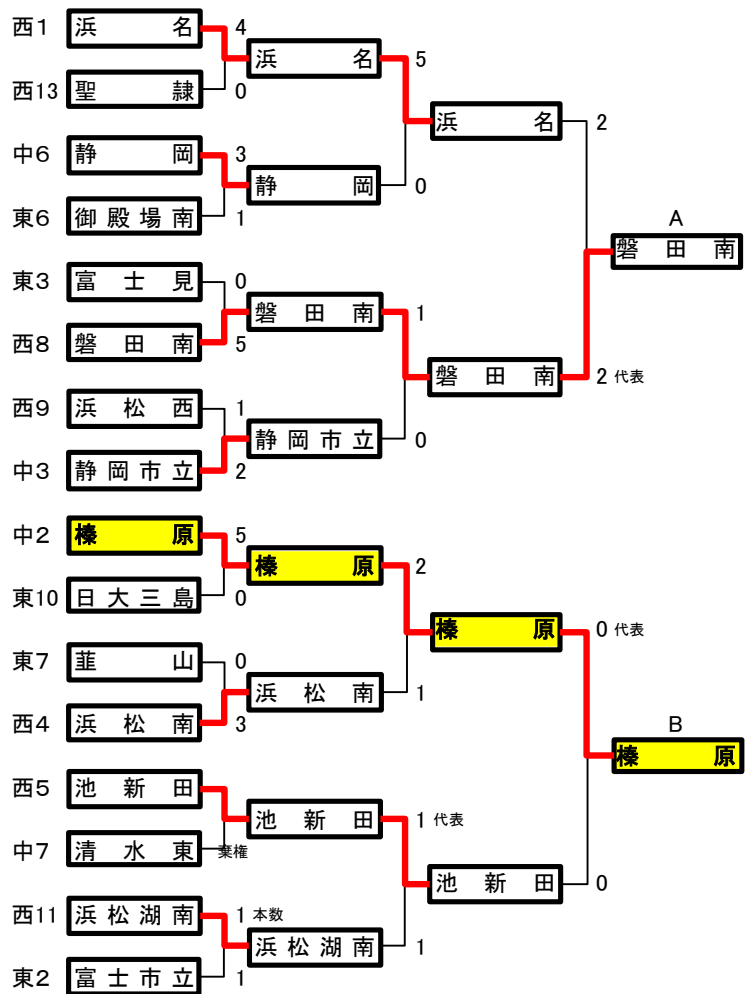 西1 浜名 4
浜名 5
西13 聖隷 0
浜名 2
中6 静岡 3
静岡 0
東6 御殿場南 1
A
磐田南
東3 富士見 0
磐田南 1
西8 磐田南 5
磐田南 2 代表
西9 浜松西 1
静岡市立 0
中3 静岡市立 2
中2 榛原 5
榛原 2
東10 日大三島 0
榛原 0 代表
東7 韮山 0
浜松南 1
西4 浜松南 3
B
榛原
西5 池新田
池新田 1 代表
中7 清水東 棄権
池新田 0
西11 浜松湖南 1 本数
浜松湖南 1
東2 富士市立 1